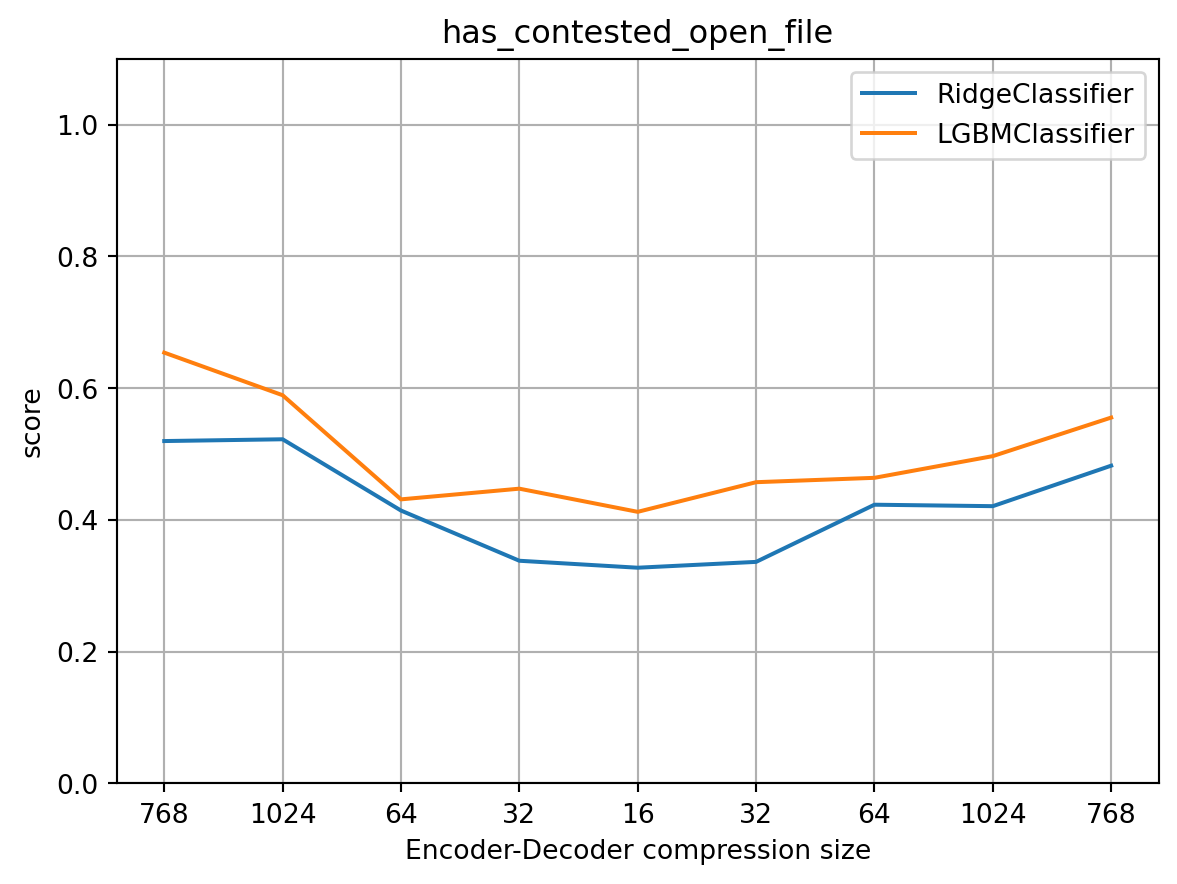 has_contested_open_file
RidgeClassifier
LGBMClassifier
1.0
0.8
0.6
0.4
0.2
0.0
score
768 1024 64 32 16 32 64 1024 768
Encoder-Decoder compression size